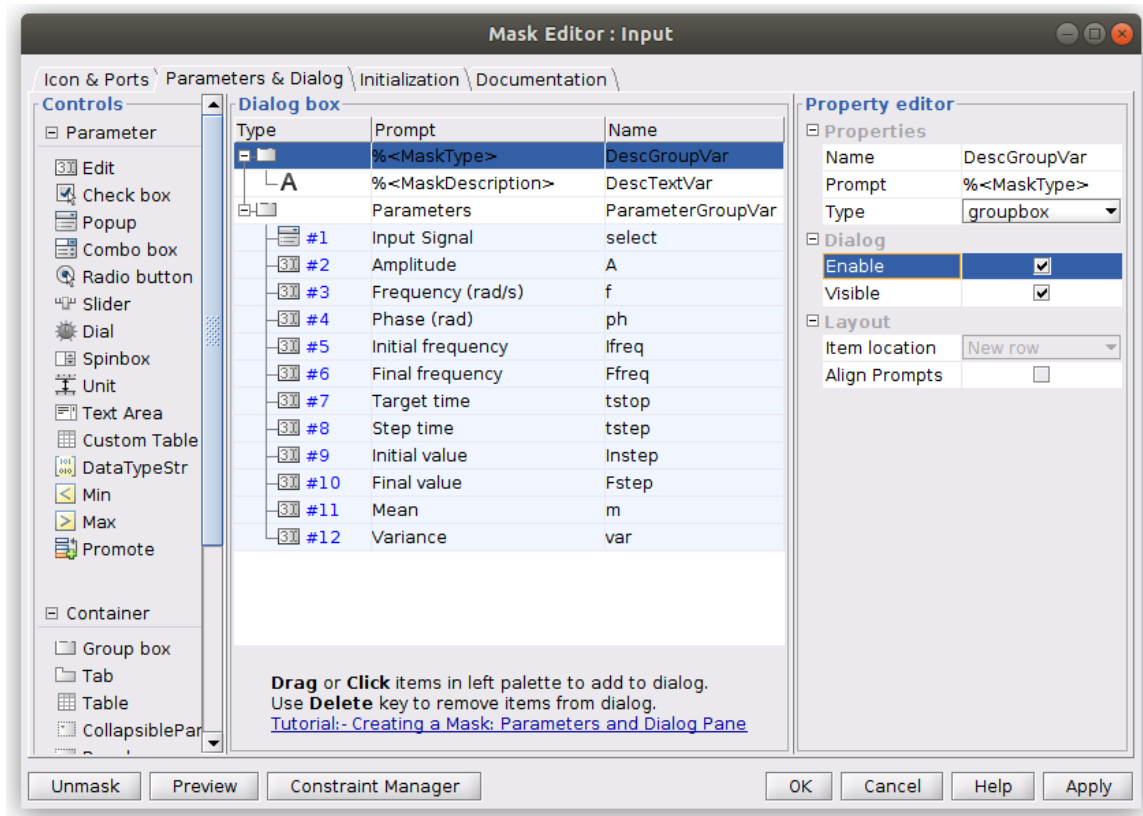 Mask Editor : Input
Icon & Ports Parameters & Dialog Initialization Documentation
Controls
Parameter
Edit
Check box
Popup
Combo box
Radio button
Slider
Dial
Spinbox
Unit
Text Area
Custom Table
DataTypeStr
Min
Max
Promote
Container
Group box
Tab
Table
CollapsiblePar
Dialog box
Type Prompt Name
%<MaskType> DescGroupVar
A %<MaskDescription> DescTextVar
Parameters ParameterGroupVar
#1 Input Signal select
#2 Amplitude A
#3 Frequency (rad/s) f
#4 Phase (rad) ph
#5 Initial frequency Ifreq
#6 Final frequency Ffreq
#7 Target time tstop
#8 Step time tstep
#9 Initial value Instep
#10 Final value Fstep
#11 Mean m
#12 Variance var
Drag or Click items in left palette to add to dialog.
Use Delete key to remove items from dialog.
Tutorial:- Creating a Mask: Parameters and Dialog Pane
Property editor
Properties
Name DescGroupVar
Prompt %<MaskType>
Type groupbox
Dialog
Enable
Visible
Layout
Item location New row
Align Prompts
Unmask Preview Constraint Manager OK Cancel Help Apply